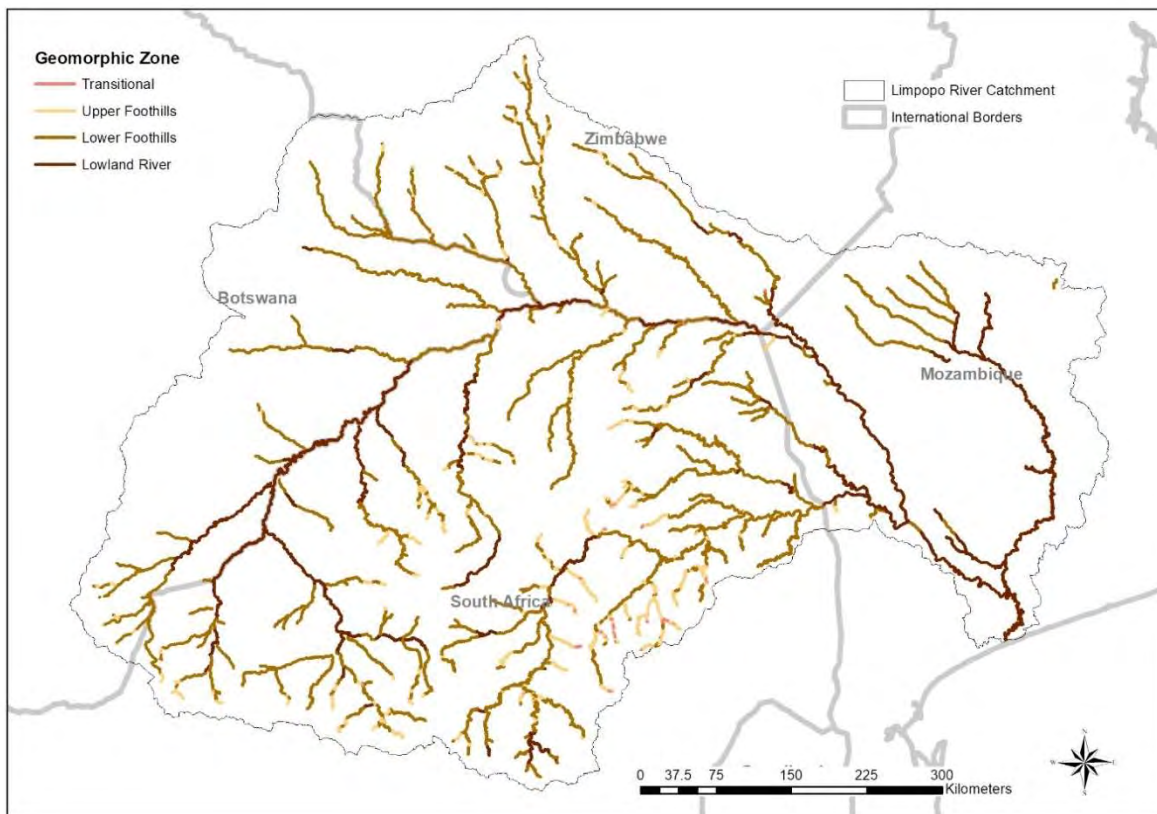 Geomorphic Zone
Transitional
Upper Foothills
Lower Foothills
Lowland River
Limpopo River Catchment
International Borders
Zimbabwe
Botswana
Mozambique
South Africa
0 37.5 75 150 225 300
Kilometers
N
W E
S